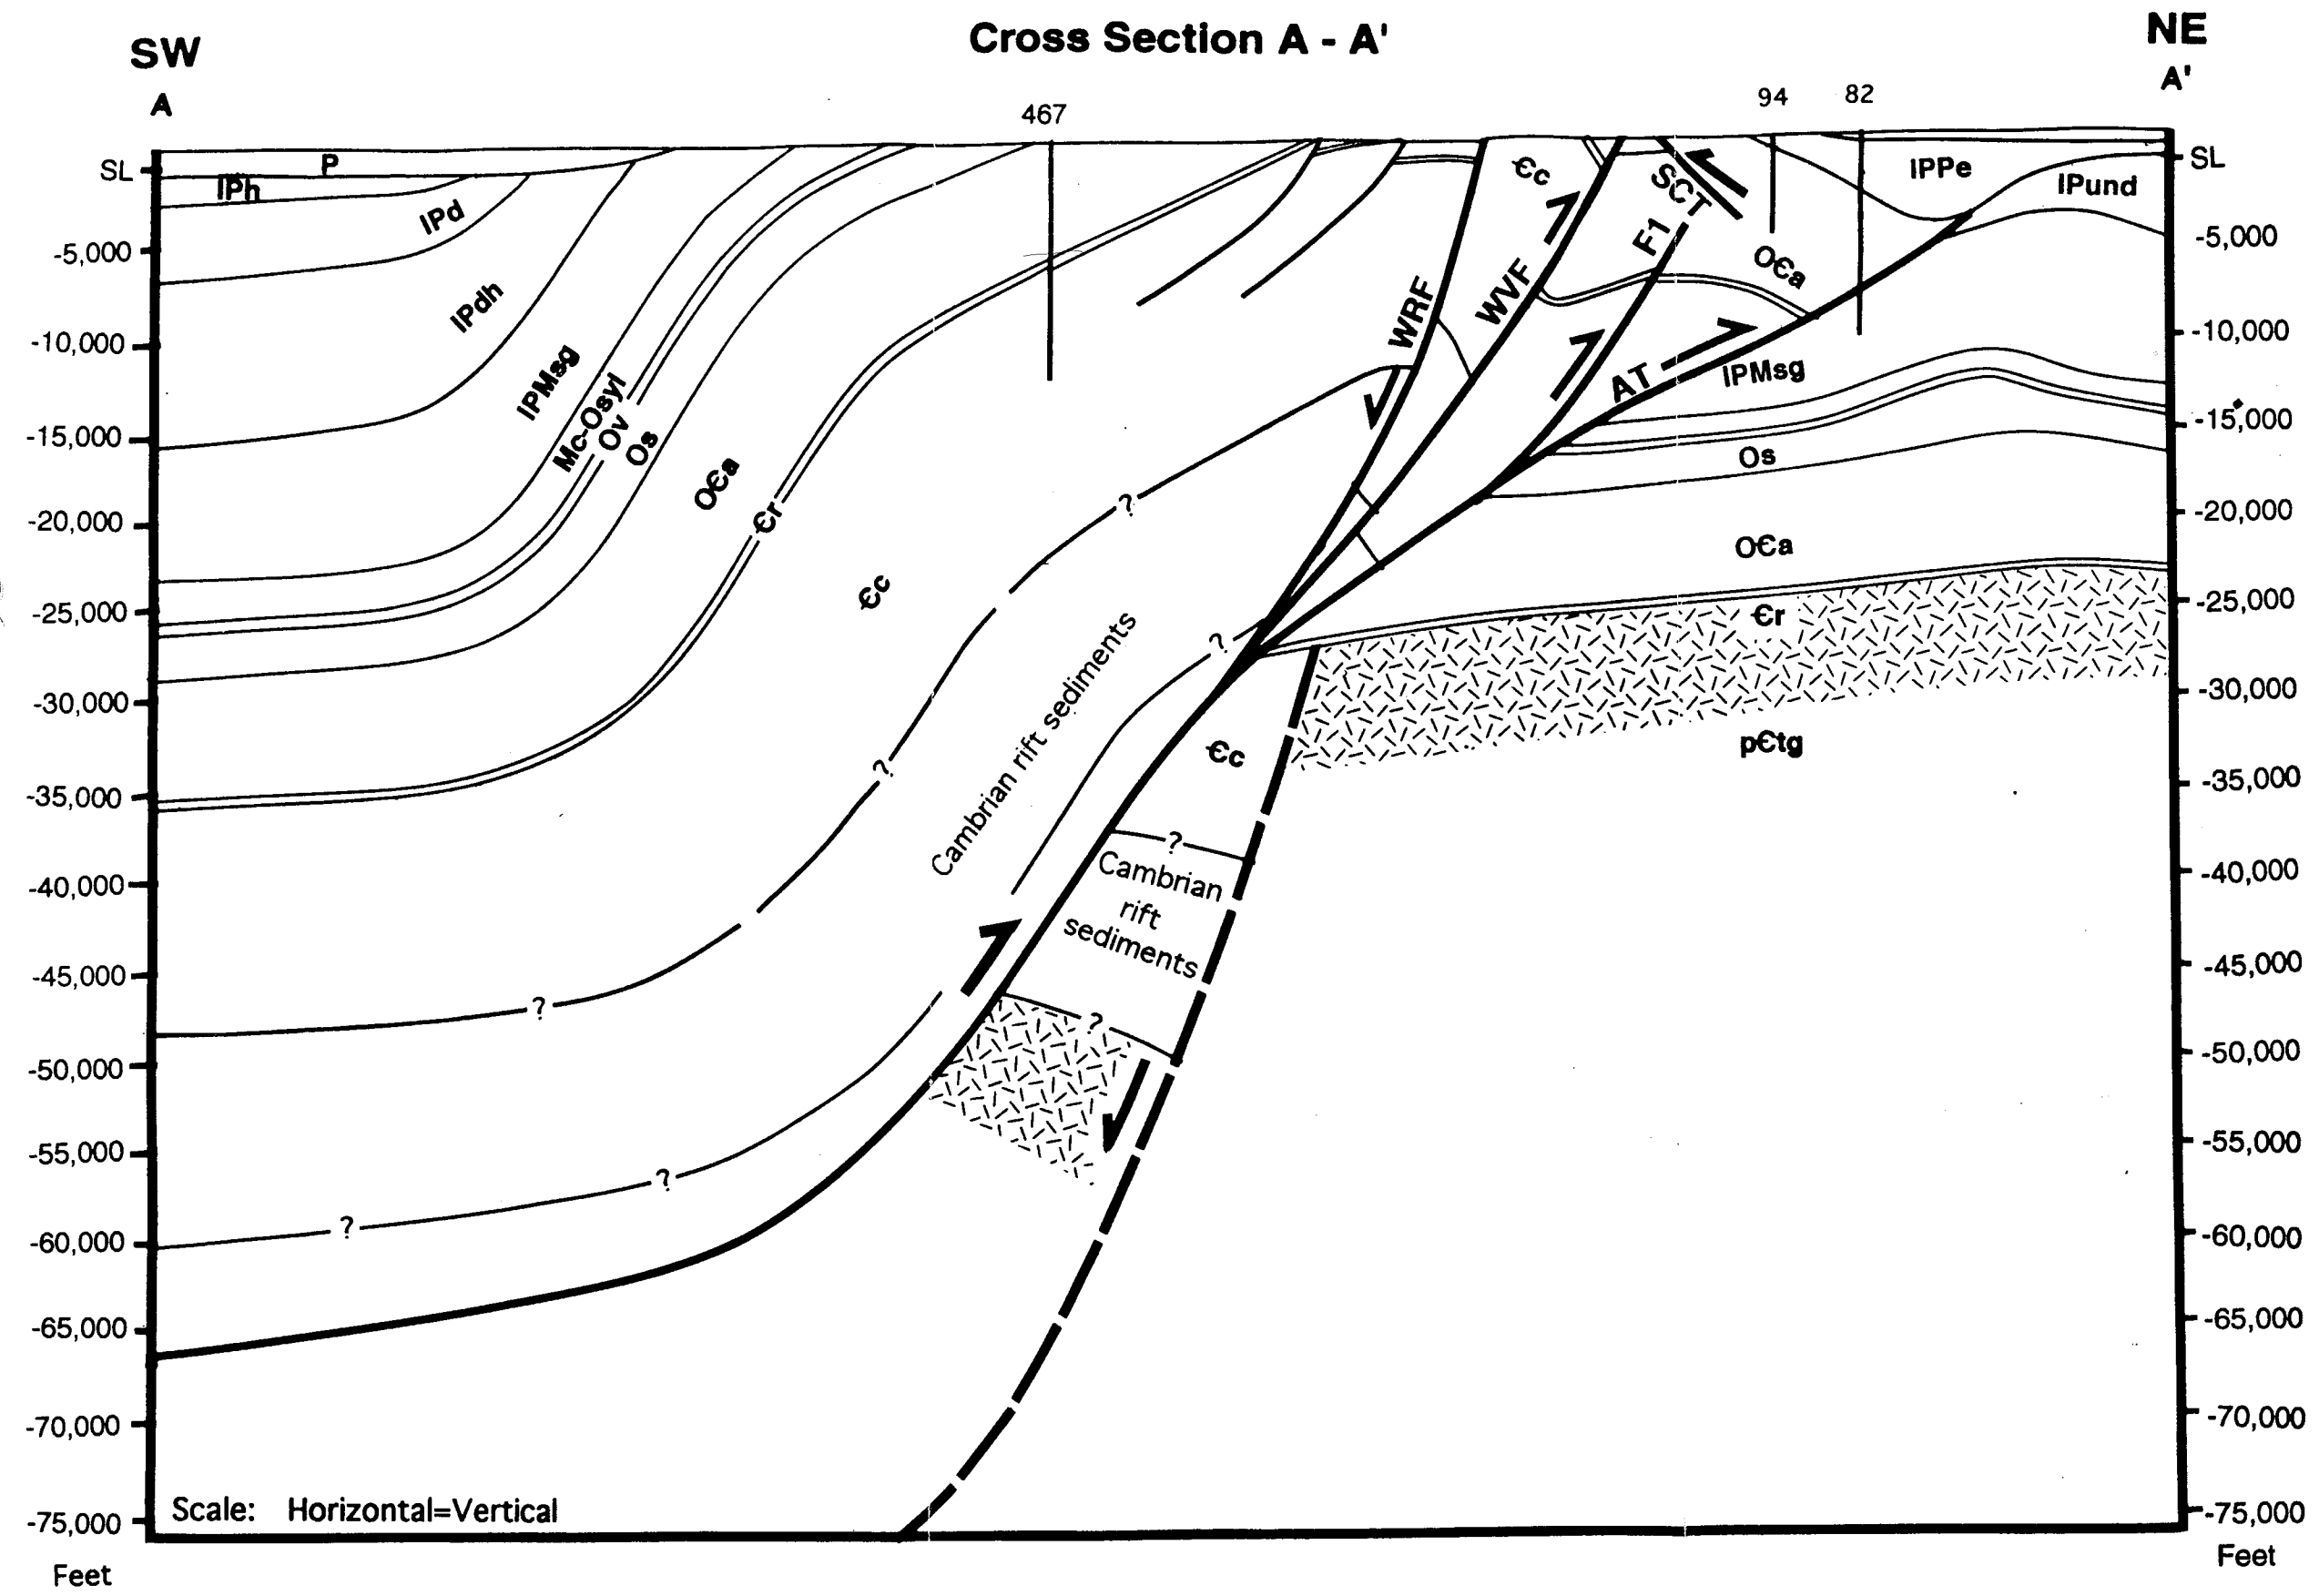 Cross Section A - A'
SW
NE
A
A'
467
94
82
SL
-5,000
-10,000
-15,000
-20,000
-25,000
-30,000
-35,000
-40,000
-45,000
-50,000
-55,000
-60,000
-65,000
-70,000
-75,000
Feet
P
IPh
IPd
IPdh
IPMsg
Mc-Osyl
Ov
Os
OЄa
Єr
Єc
?
?
?
?
?
?
Cambrian rift sediments
Єc
WRF
WVF
F1
SCT
AT
OЄa
IPPe
IPund
IPMsg
Os
OЄa
Єr
pЄtg
Єc
?
Cambrian
rift
sediments
?
SL
-5,000
-10,000
-15,000
-20,000
-25,000
-30,000
-35,000
-40,000
-45,000
-50,000
-55,000
-60,000
-65,000
-70,000
-75,000
Feet
Scale: Horizontal=Vertical